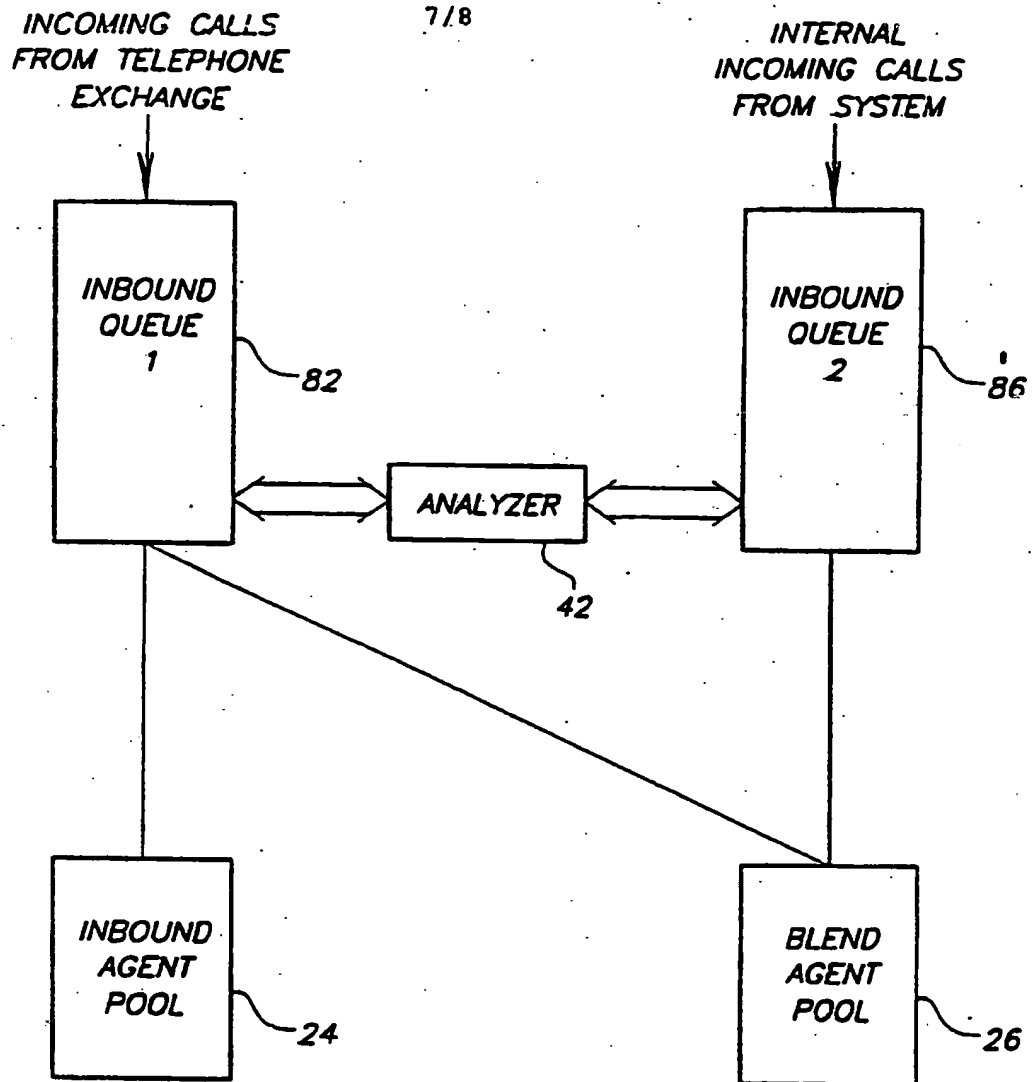 7/8
INCOMING CALLS
FROM TELEPHONE
EXCHANGE
INTERNAL
INCOMING CALLS
FROM SYSTEM
INBOUND
QUEUE
1
82
INBOUND
QUEUE
2
86
ANALYZER
42
INBOUND
AGENT
POOL
24
BLEND
AGENT
POOL
26